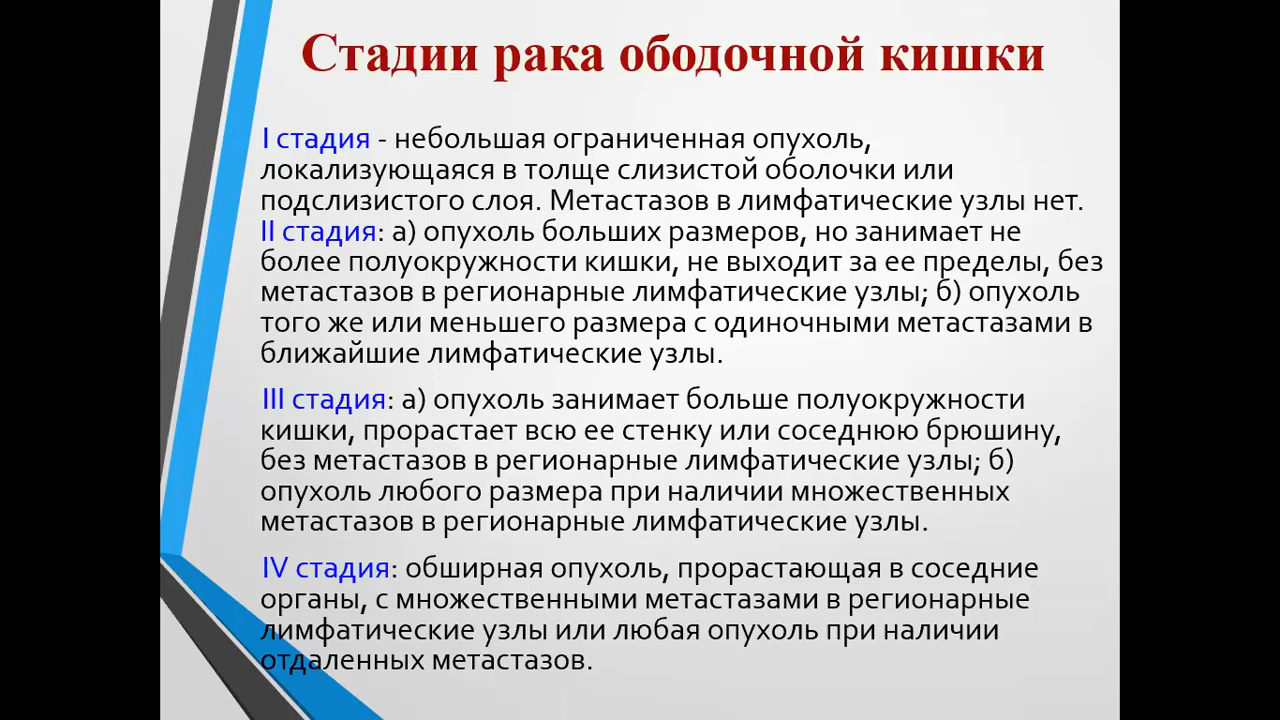 Стадии рака ободочной кишки
I стадия - небольшая ограниченная опухоль,
локализующаяся в толще слизистой оболочки или
подслизистого слоя. Метастазов в лимфатические узлы нет.
II стадия: а) опухоль больших размеров, но занимает не
более полуокружности кишки, не выходит за ее пределы, без
метастазов в регионарные лимфатические узлы; б) опухоль
того же или меньшего размера с одиночными метастазами в
ближайшие лимфатические узлы.
III стадия: а) опухоль занимает больше полуокружности
кишки, прорастает всю ее стенку или соседнюю брюшину,
без метастазов в регионарные лимфатические узлы; б)
опухоль любого размера при наличии множественных
метастазов в регионарные лимфатические узлы.
IV стадия: обширная опухоль, прорастающая в соседние
органы, с множественными метастазами в регионарные
лимфатические узлы или любая опухоль при наличии
отдаленных метастазов.